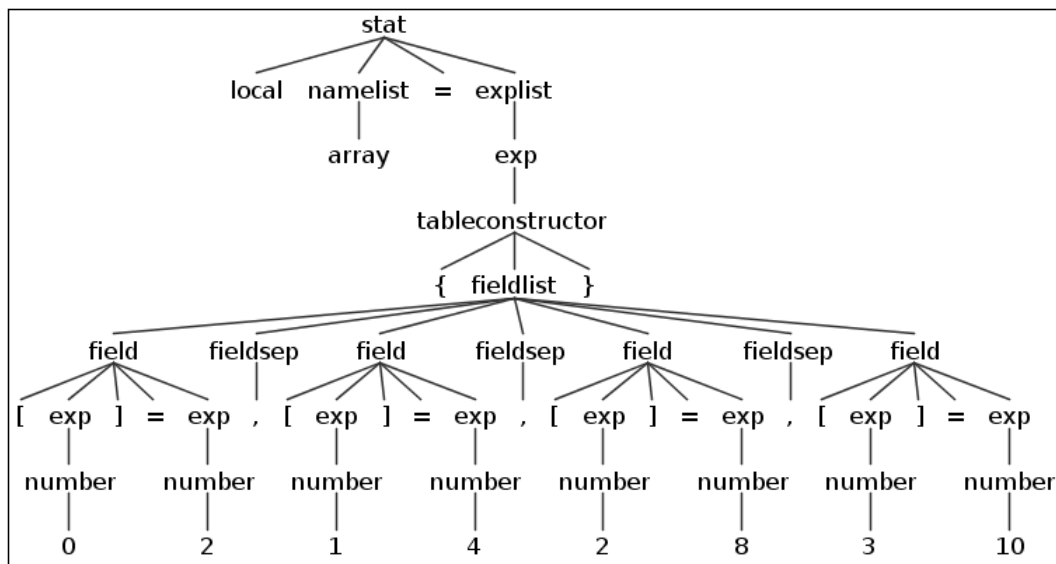 stat
local namelist = explist
array exp
tableconstructor
{ fieldlist }
field fieldsep field fieldsep field fieldsep field
[ exp ] = exp , [ exp ] = exp , [ exp ] = exp , [ exp ] = exp
number number number number number number number number
0 2 1 4 2 8 3 10